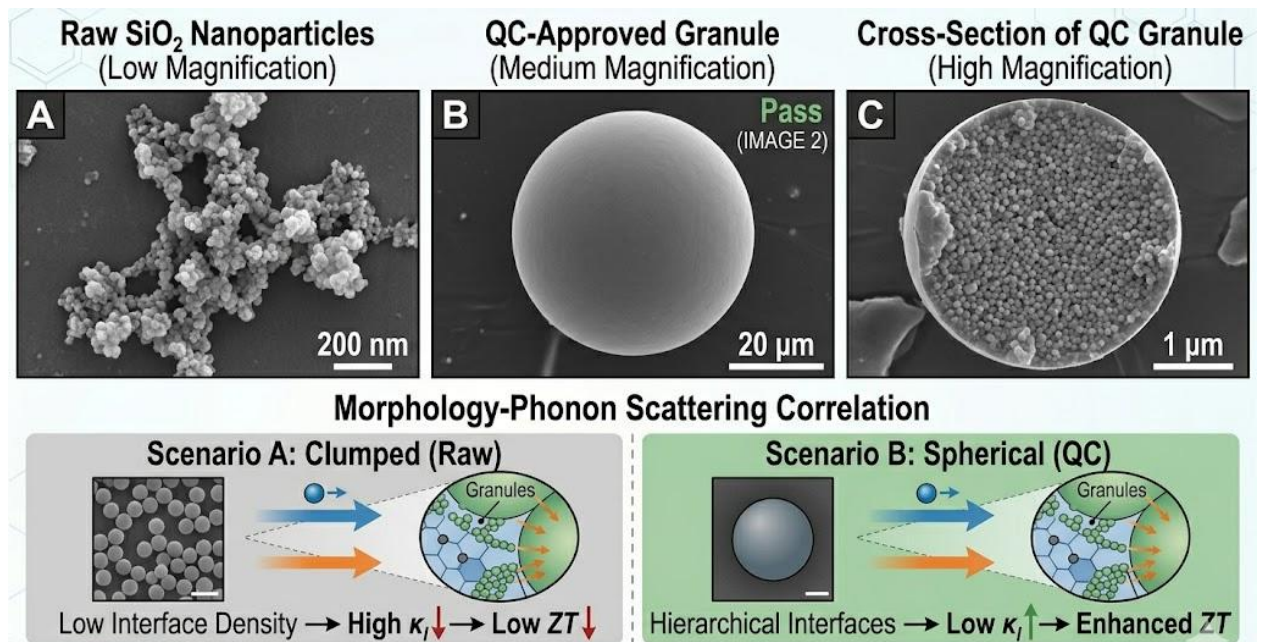 Raw SiO₂ Nanoparticles
(Low Magnification)
QC-Approved Granule
(Medium Magnification)
Cross-Section of QC Granule
(High Magnification)
A
200 nm
B
Pass
(IMAGE 2)
20 μm
C
1 μm
Morphology-Phonon Scattering Correlation
Scenario A: Clumped (Raw)
Granules
Low Interface Density → High κₗ ↓ → Low ZT ↓
Scenario B: Spherical (QC)
Granules
Hierarchical Interfaces → Low κₗ ↑ → Enhanced ZT